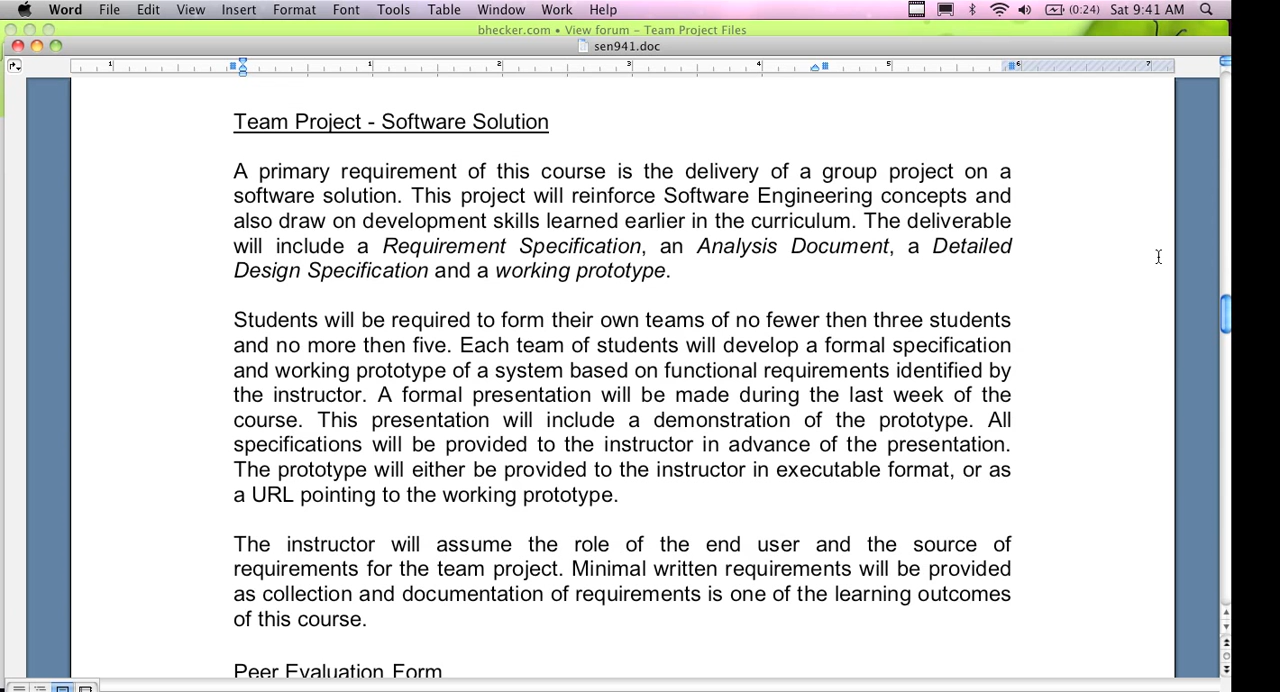 Word File Edit View Insert Format Font Tools Table Window Work Help (0:24) Sat 9:41 AM
bhecker.com • View forum – Team Project Files
sen941.doc
1 1 2 3 4 5 6 7
Team Project - Software Solution
A primary requirement of this course is the delivery of a group project on a
software solution. This project will reinforce Software Engineering concepts and
also draw on development skills learned earlier in the curriculum. The deliverable
will include a Requirement Specification, an Analysis Document, a Detailed
Design Specification and a working prototype.
Students will be required to form their own teams of no fewer then three students
and no more then five. Each team of students will develop a formal specification
and working prototype of a system based on functional requirements identified by
the instructor. A formal presentation will be made during the last week of the
course. This presentation will include a demonstration of the prototype. All
specifications will be provided to the instructor in advance of the presentation.
The prototype will either be provided to the instructor in executable format, or as
a URL pointing to the working prototype.
The instructor will assume the role of the end user and the source of
requirements for the team project. Minimal written requirements will be provided
as collection and documentation of requirements is one of the learning outcomes
of this course.
Peer Evaluation Form